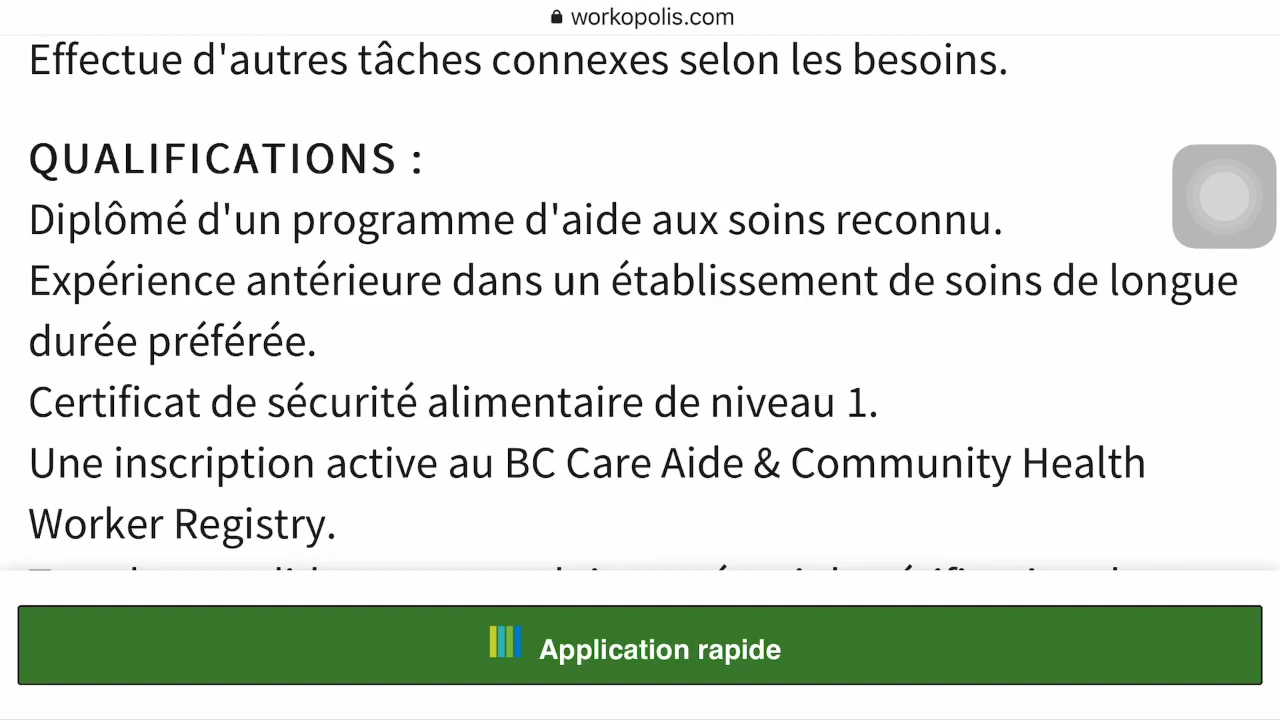 workopolis.com
Effectue d'autres tâches connexes selon les besoins.
QUALIFICATIONS :
Diplômé d'un programme d'aide aux soins reconnu.
Expérience antérieure dans un établissement de soins de longue
durée préférée.
Certificat de sécurité alimentaire de niveau 1.
Une inscription active au BC Care Aide & Community Health
Worker Registry.
Application rapide